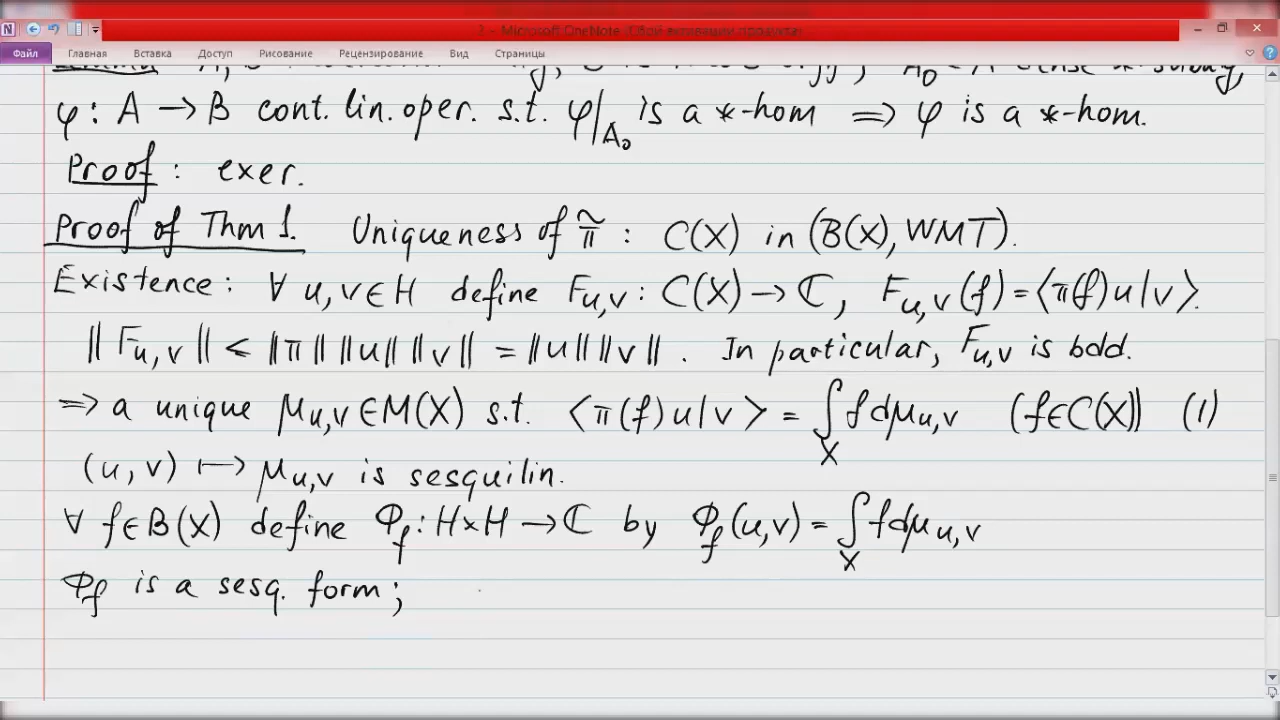 Файл Главная Вставка Доступ Рисование Рецензирование Вид Страницы
φ : A → B cont. lin. oper. s.t. φ|_{A₀} is a *-hom ⟹ φ is a *-hom.
Proof : exer.
Proof of Thm 1. Uniqueness of π̃ : C(X) in (B(X), WMT).
Existence: ∀ u,v∈H define F_{u,v} : C(X) → ℂ, F_{u,v}(f) = ⟨π(f)u|v⟩.
‖F_{u,v}‖ < ‖π‖ ‖u‖ ‖v‖ = ‖u‖ ‖v‖. In particular, F_{u,v} is bdd.
⟹ a unique μ_{u,v}∈M(X) s.t. ⟨π(f)u|v⟩ = ∫_X f dμ_{u,v} (f∈C(X)) (1)
(u,v) ↦ μ_{u,v} is sesquilin.
∀ f∈B(X) define Φ_f : H×H → ℂ by Φ_f(u,v) = ∫_X f dμ_{u,v}
Φ_f is a sesq. form;